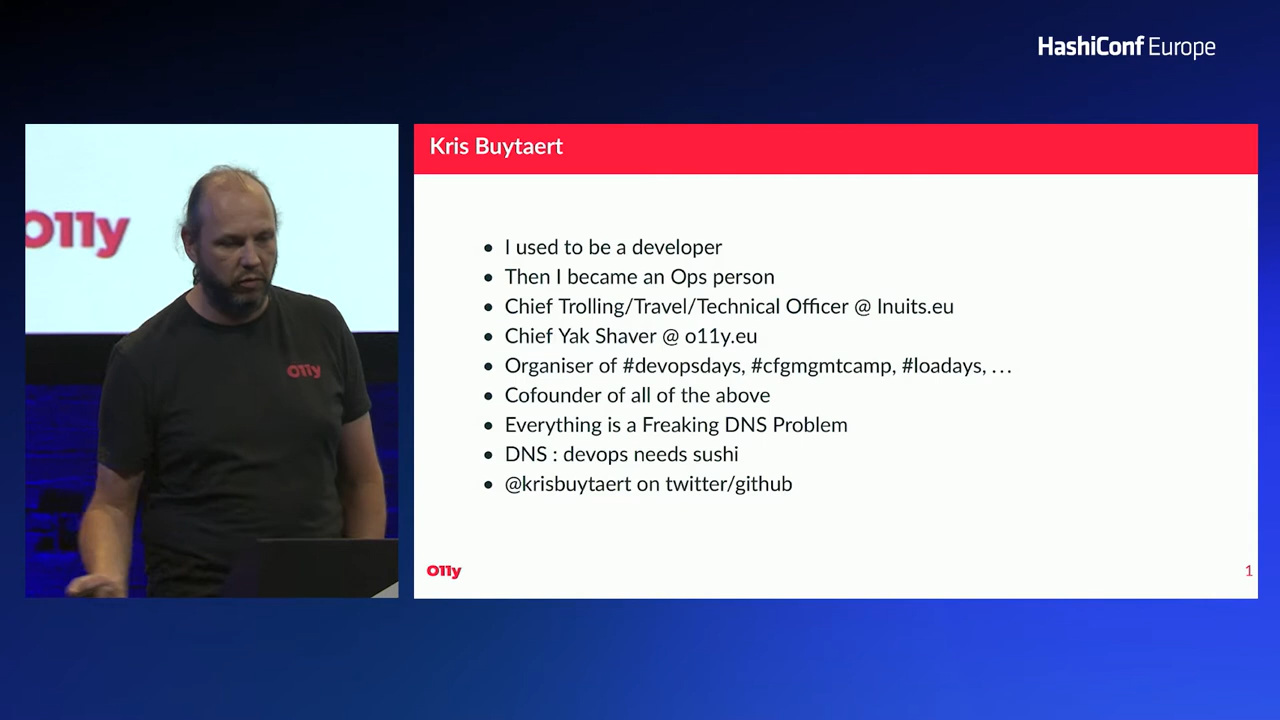 HashiConf Europe
O11y
O11y
Kris Buytaert
• I used to be a developer
• Then I became an Ops person
• Chief Trolling/Travel/Technical Officer @ lnuits.eu
• Chief Yak Shaver @ o11y.eu
• Organiser of #devopsdays, #cfgmgmtcamp, #loadays, ...
• Cofounder of all of the above
• Everything is a Freaking DNS Problem
• DNS : devops needs sushi
• @krisbuytaert on twitter/github
O11y
1